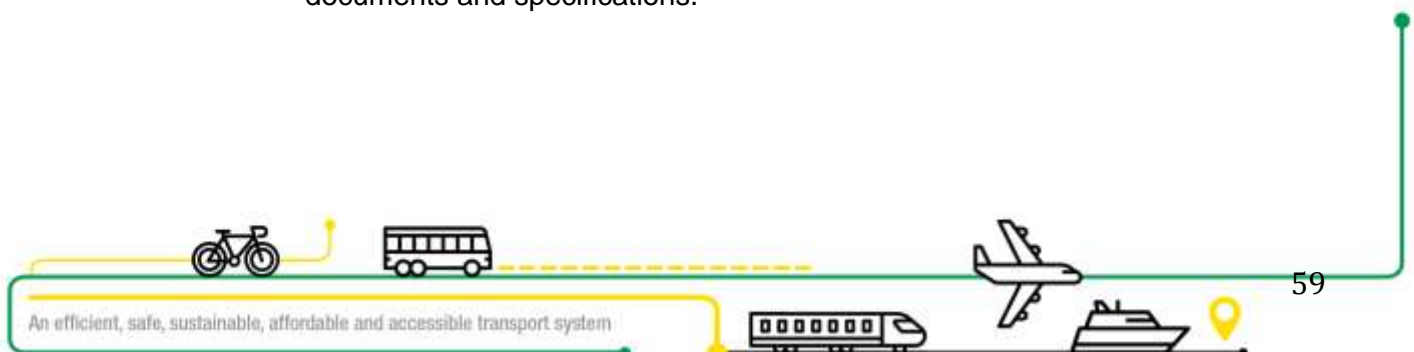 documents and specifications.
59
An efficient, safe, sustainable, affordable and accessible transport system